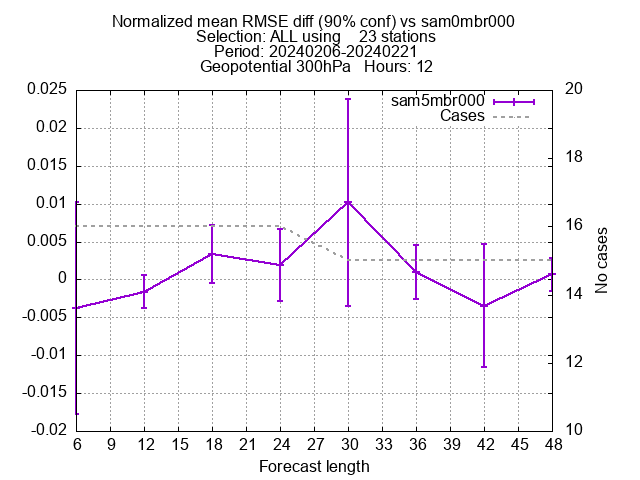 Normalized mean RMSE diff (90% conf) vs sam0mbr000
Selection: ALL using    23 stations
Period: 20240206-20240221
Geopotential 300hPa   Hours: 12
0.025
0.02
0.015
0.01
0.005
0
-0.005
-0.01
-0.015
-0.02
sam5mbr000
Cases
20
18
16
14
12
10
No cases
6 9 12 15 18 21 24 27 30 33 36 39 42 45 48
Forecast length